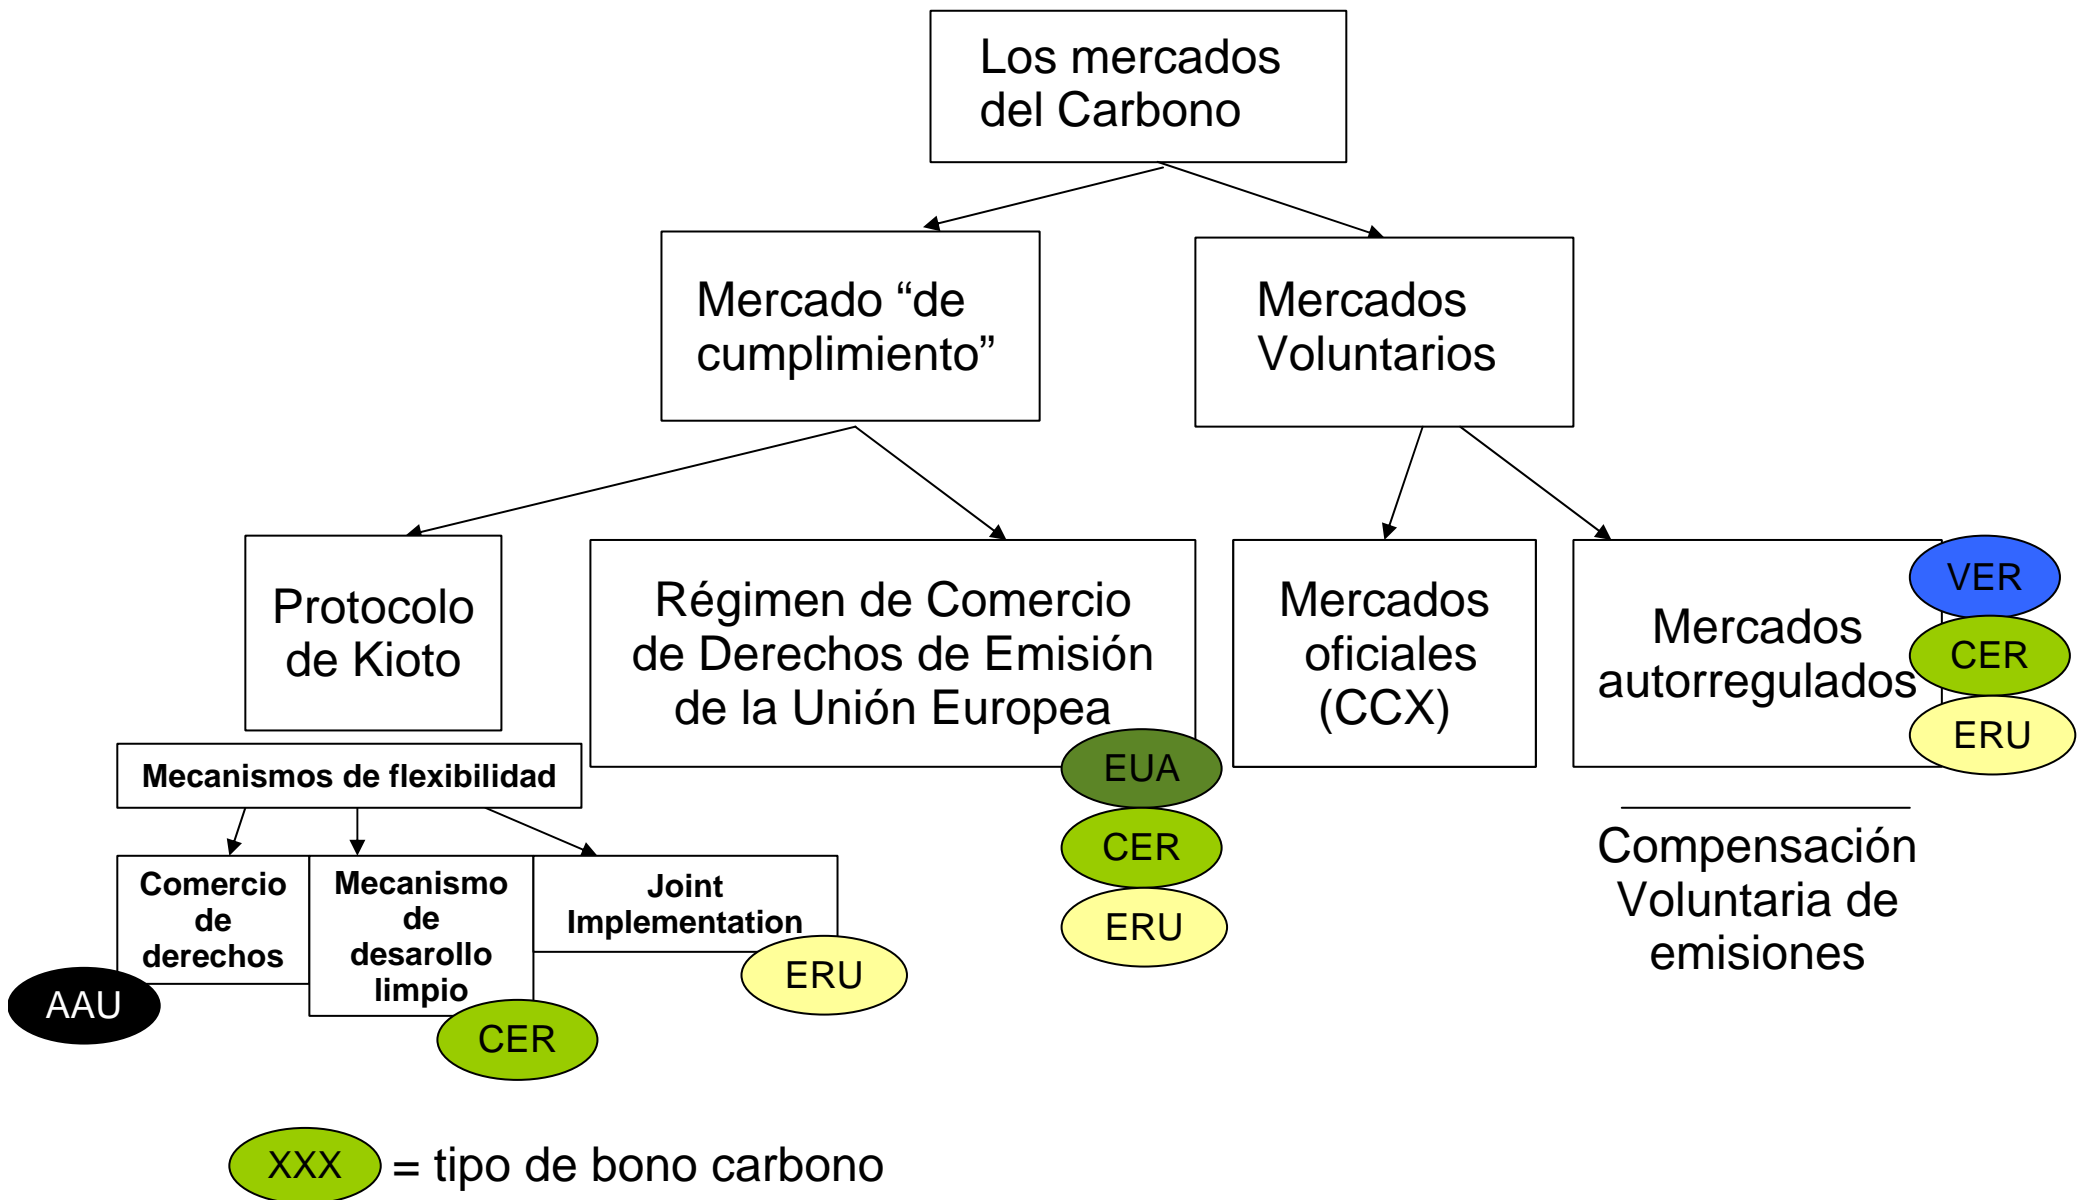 Los mercados
del Carbono
Mercado “de
cumplimiento”
Mercados
Voluntarios
Protocolo
de Kioto
Régimen de Comercio
de Derechos de Emisión
de la Unión Europea
EUA
CER
ERU
Mercados
oficiales
(CCX)
Mercados
autorregulados
VER
CER
ERU
Mecanismos de flexibilidad
Comercio
de
derechos
AAU
Mecanismo
de
desarollo
limpio
CER
Joint
Implementation
ERU
Compensación
Voluntaria de
emisiones
XXX = tipo de bono carbono